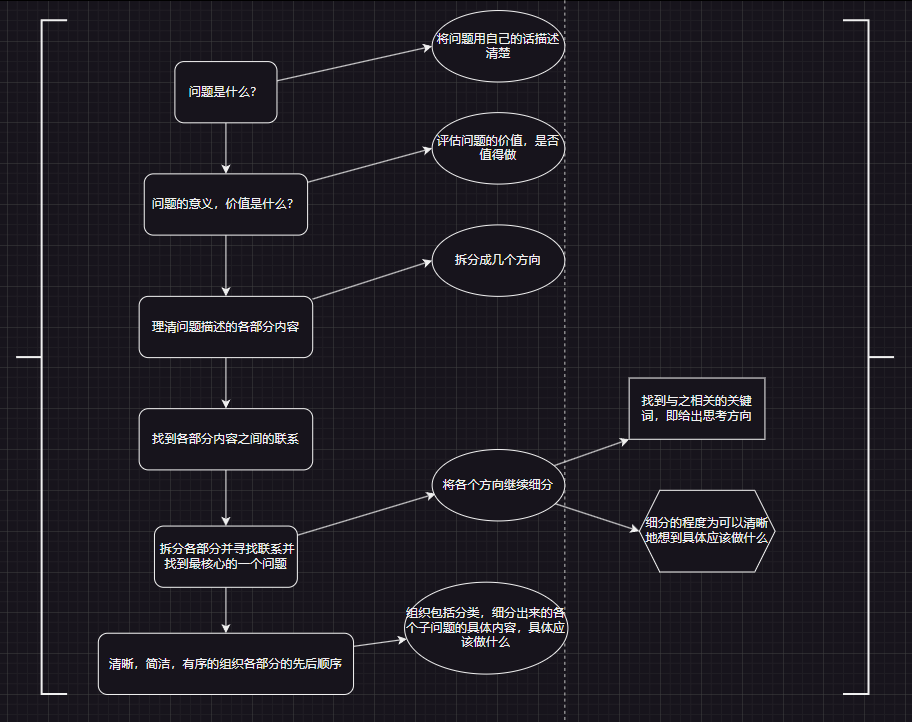 将问题用自己的话描述
清楚
问题是什么？
评估问题的价值，是否
值得做
问题的意义，价值是什么？
拆分成几个方向
理清问题描述的各部分内容
找到与之相关的关键
词，即给出思考方向
找到各部分内容之间的联系
将各个方向继续细分
细分的程度为可以清晰
地想到具体应该做什么
拆分各部分并寻找联系并
找到最核心的一个问题
组织包括分类，细分出来的各
个子问题的具体内容，具体应
该做什么
清晰，简洁，有序的组织各部分的先后顺序